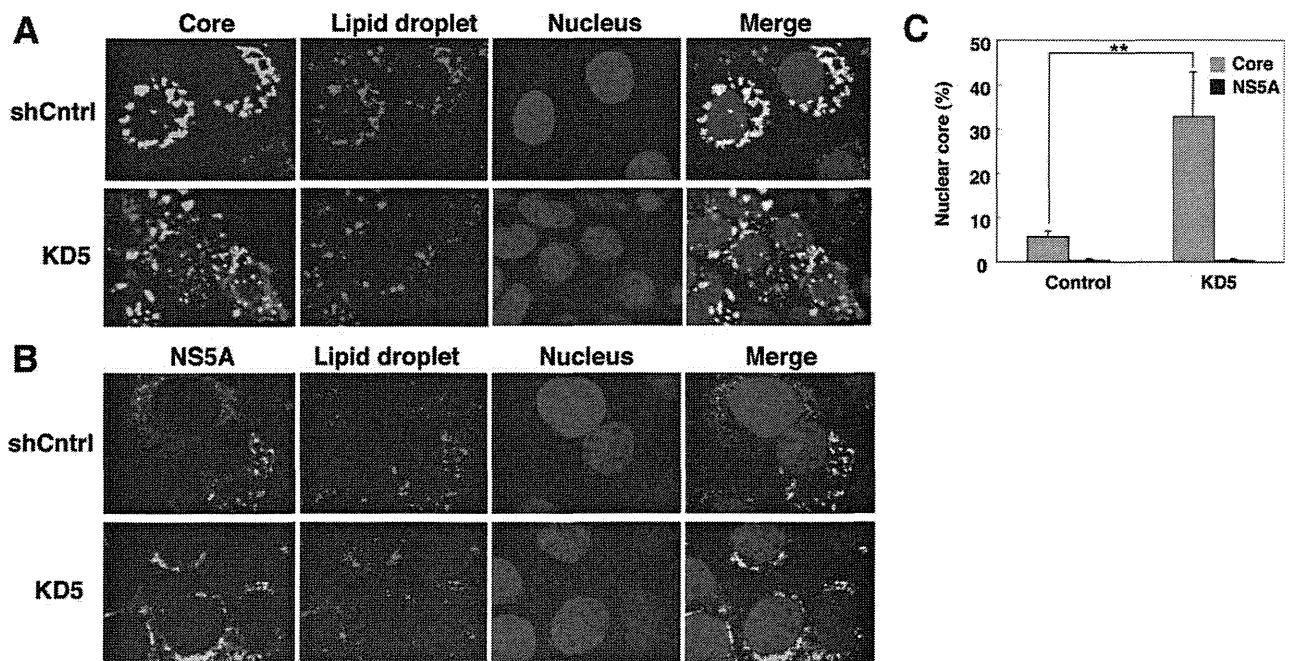 A
Core Lipid droplet Nucleus Merge
shCntrl
KD5
B
NS5A Lipid droplet Nucleus Merge
shCntrl
KD5
C
50
40
30
20
10
0
Nuclear core (%)
**
Core
NS5A
Control KD5